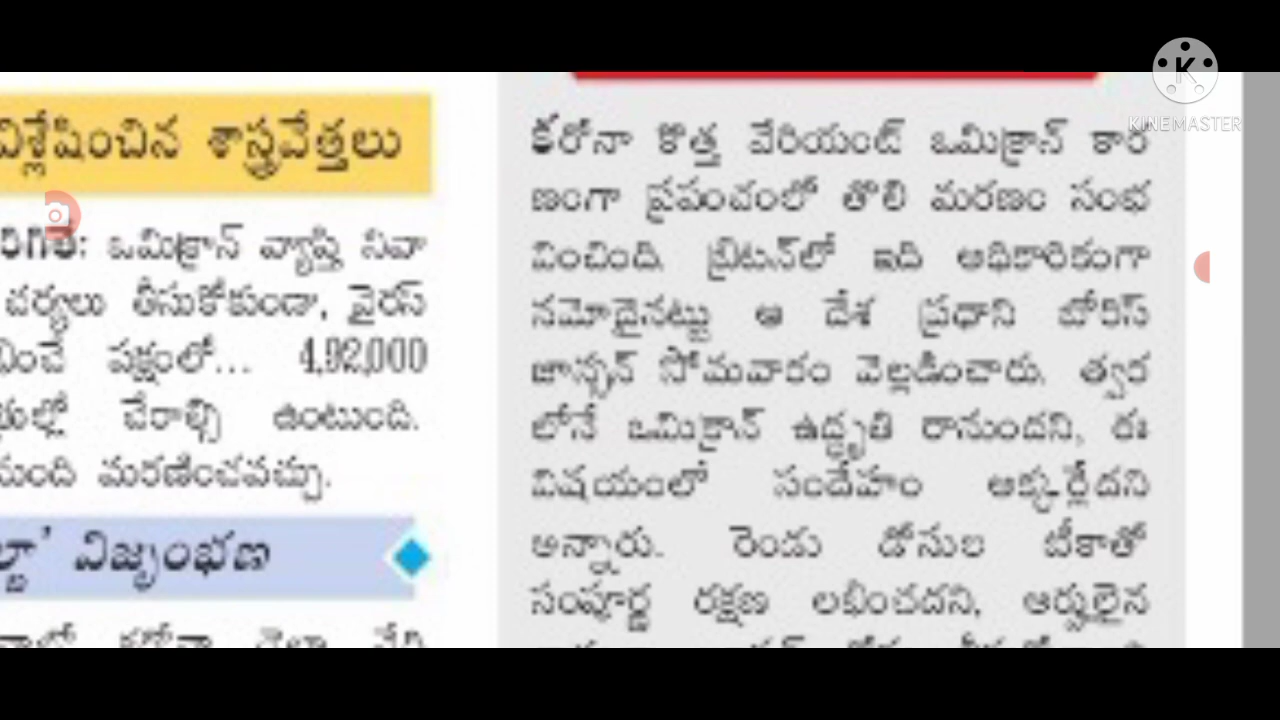 విశ్లేషించిన శాస్త్రవేత్తలు
ఒమిక్రాన్ వ్యాప్తి నివా
చర్యలు తీసుకోకుండా, వైరస్
పక్షంలో... 4,92,000
చేరాల్సి ఉంటుంది.
మంది మరణించవచ్చు.
ల్టా' విజృంభణ
కరోనా కొత్త వేరియంట్ ఒమిక్రాన్ కార
ణంగా ప్రపంచంలో తొలి మరణం సంభ
వించింది. బ్రిటన్‌లో ఇది అధికారికంగా
నమోదైనట్టు ఆ దేశ ప్రధాని బోరిస్
జాన్సన్ సోమవారం వెల్లడించారు. త్వర
లోనే ఒమిక్రాన్ ఉద్ధృతి రానుందని, ఈ
విషయంలో సందేహం అక్కర్లేదని
అన్నారు. రెండు డోసుల టీకాతో
సంపూర్ణ రక్షణ లభించదని, అర్హులైన
KINEMASTER